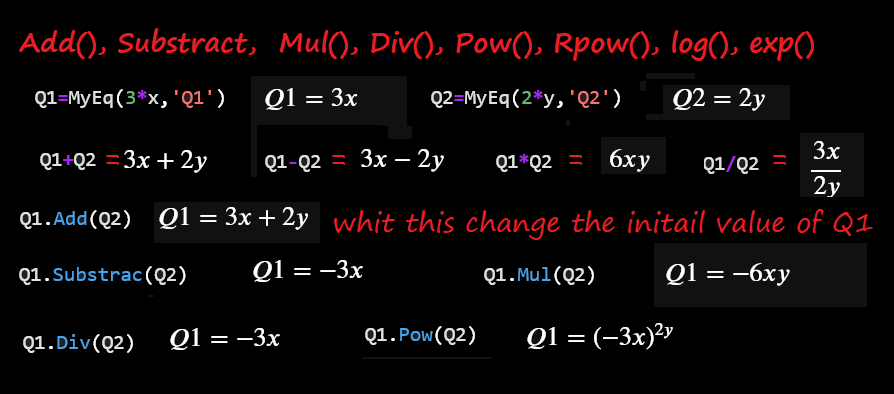 Add(), Substract, Mul(), Div(), Pow(), Rpow(), log(), exp()
Q1=MyEq(3*x,'Q1') Q1 = 3x Q2=MyEq(2*y,'Q2') Q2 = 2y
Q1+Q2 = 3x + 2y Q1-Q2 = 3x − 2y Q1*Q2 = 6xy Q1/Q2 = 3x/2y
Q1.Add(Q2) Q1 = 3x + 2y whit this change the initail value of Q1
Q1.Substrac(Q2) Q1 = −3x Q1.Mul(Q2) Q1 = −6xy
Q1.Div(Q2) Q1 = −3x Q1.Pow(Q2) Q1 = (−3x)^2y